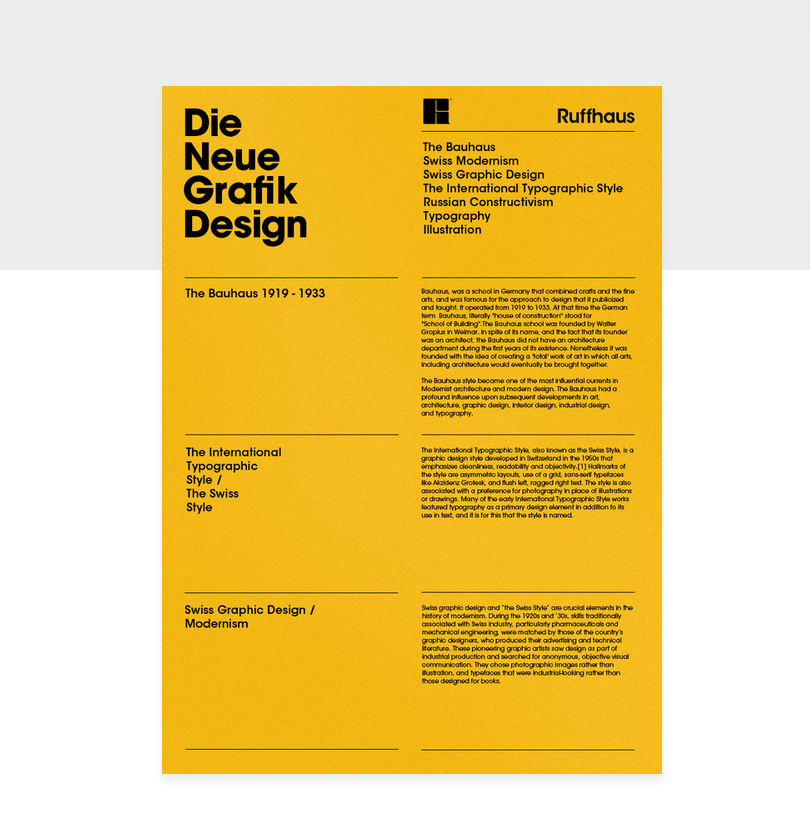 Die
Neue
Grafik
Design
Ruffhaus
The Bauhaus
Swiss Modernism
Swiss Graphic Design
The International Typographic Style
Russian Constructivism
Typography
Illustration
The Bauhaus 1919 - 1933
Bauhaus, was a school in Germany that combined crafts and the fine
arts, and was famous for the approach to design that it publicized
and taught. It operated from 1919 to 1933. At that time the German
term  Bauhaus, literally "house of construction" stood for
"School of Building".The Bauhaus school was founded by Walter
Gropius in Weimar. In spite of its name, and the fact that its founder
was an architect, the Bauhaus did not have an architecture
department during the first years of its existence. Nonetheless it was
founded with the idea of creating a 'total' work of art in which all arts,
including architecture would eventually be brought together.
The Bauhaus style became one of the most influential currents in
Modernist architecture and modern design. The Bauhaus had a
profound influence upon subsequent developments in art,
architecture, graphic design, interior design, industrial design,
and typography.
The International
Typographic
Style /
The Swiss
Style
The International Typographic Style, also known as the Swiss Style, is a
graphic design style developed in Switzerland in the 1950s that
emphasizes cleanliness, readability and objectivity.[1] Hallmarks of
the style are asymmetric layouts, use of a grid, sans-serif typefaces
like Akzidenz Grotesk, and flush left, ragged right text. The style is also
associated with a preference for photography in place of illustrations
or drawings. Many of the early International Typographic Style works
featured typography as a primary design element in addition to its
use in text, and it is for this that the style is named.
Swiss Graphic Design /
Modernism
Swiss graphic design and "the Swiss Style" are crucial elements in the
history of modernism. During the 1920s and '30s, skills traditionally
associated with Swiss industry, particularly pharmaceuticals and
mechanical engineering, were matched by those of the country's
graphic designers, who produced their advertising and technical
literature. These pioneering graphic artists saw design as part of
industrial production and searched for anonymous, objective visual
communication. They chose photographic images rather than
illustration, and typefaces that were industrial-looking rather than
those designed for books.